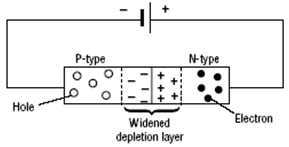 − +
P-type N-type
− − + +
− − + +
− − + +
Hole
Electron
Widened
depletion layer